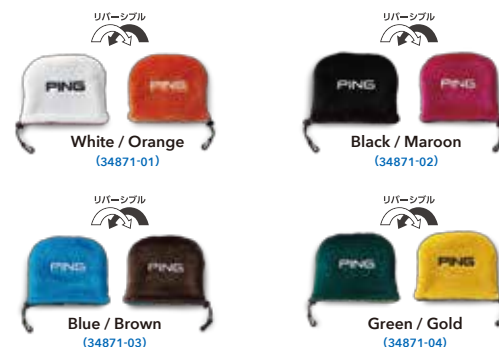 リバーシブル
リバーシブル
PING PING
PING PING
White / Orange
Black / Maroon
(34871-01)
(34871-02)
リバーシブル
リバーシブル
PING PING
PING PING
Blue / Brown
Green / Gold
(34871-03)
(34871-04)